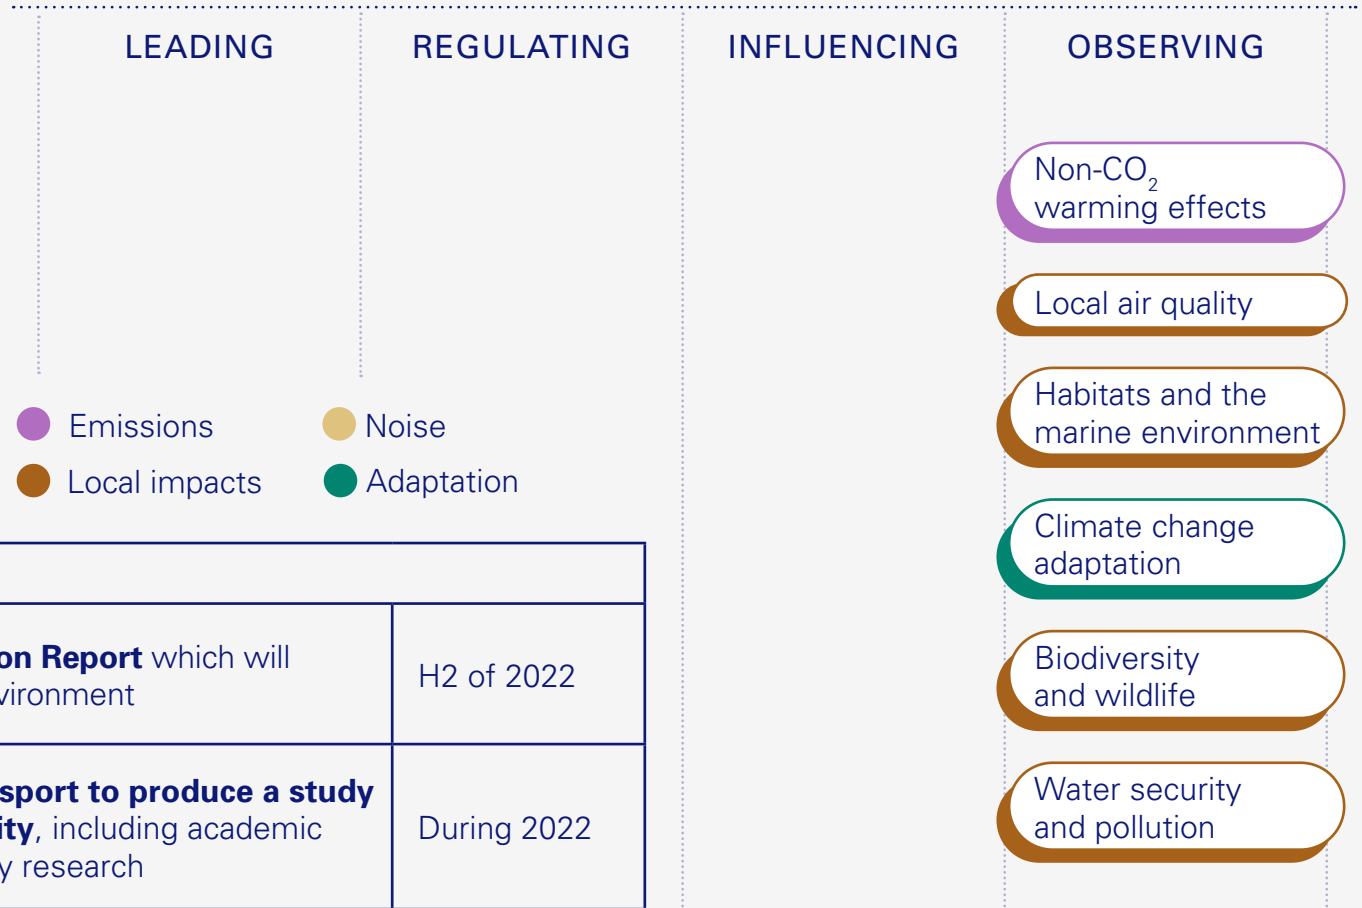 LEADING
REGULATING
INFLUENCING
OBSERVING
Non-CO₂
warming effects
Local air quality
Habitats and the
marine environment
Climate change
adaptation
Biodiversity
and wildlife
Water security
and pollution
Emissions
Noise
Local impacts
Adaptation
on Report which will
vironment
H2 of 2022
sport to produce a study
ity, including academic
y research
During 2022